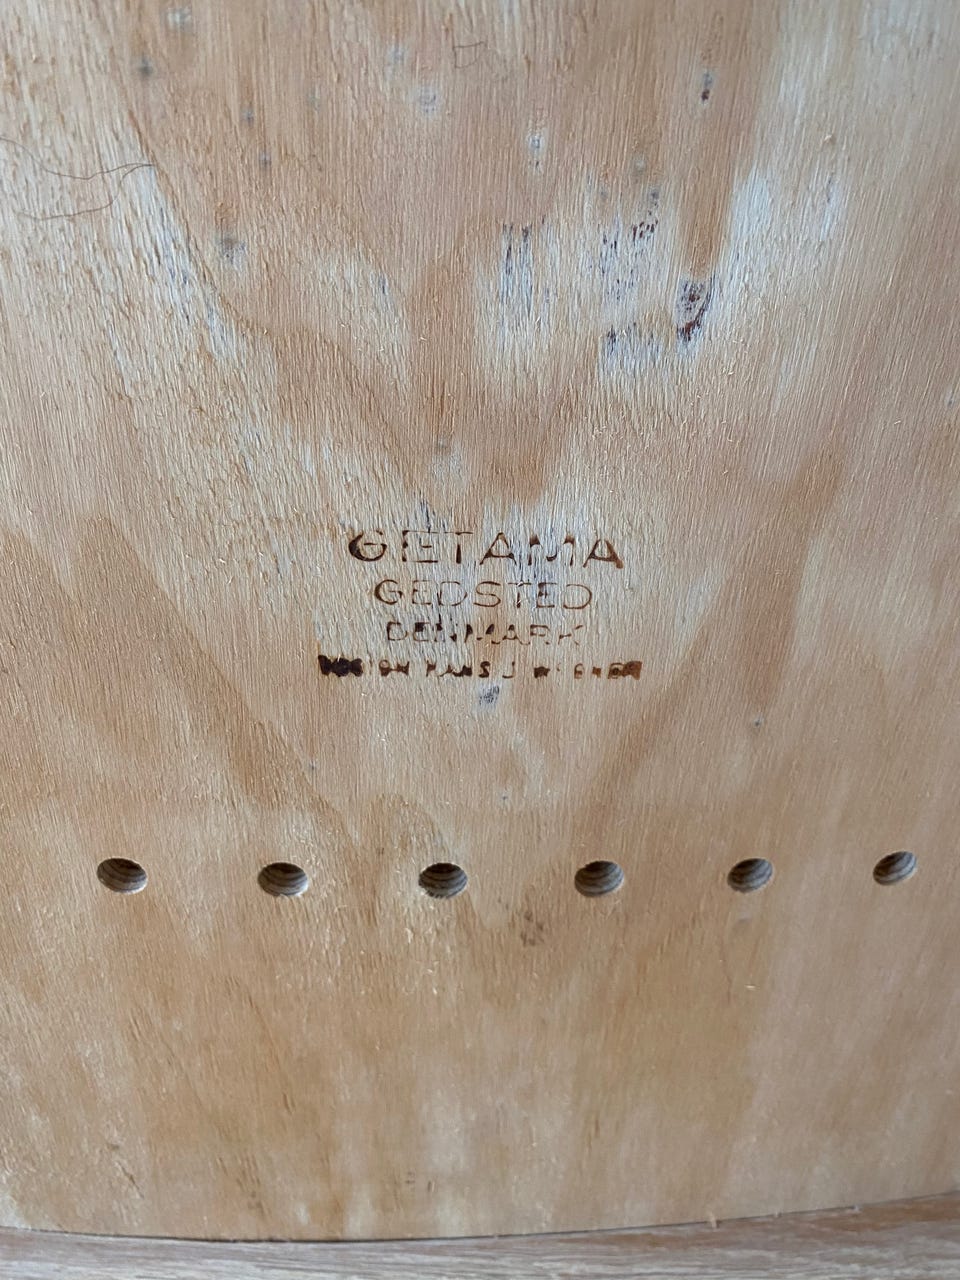 GETAMA
GEDSTED
DENMARK
DESIGN HANS J WEGNER